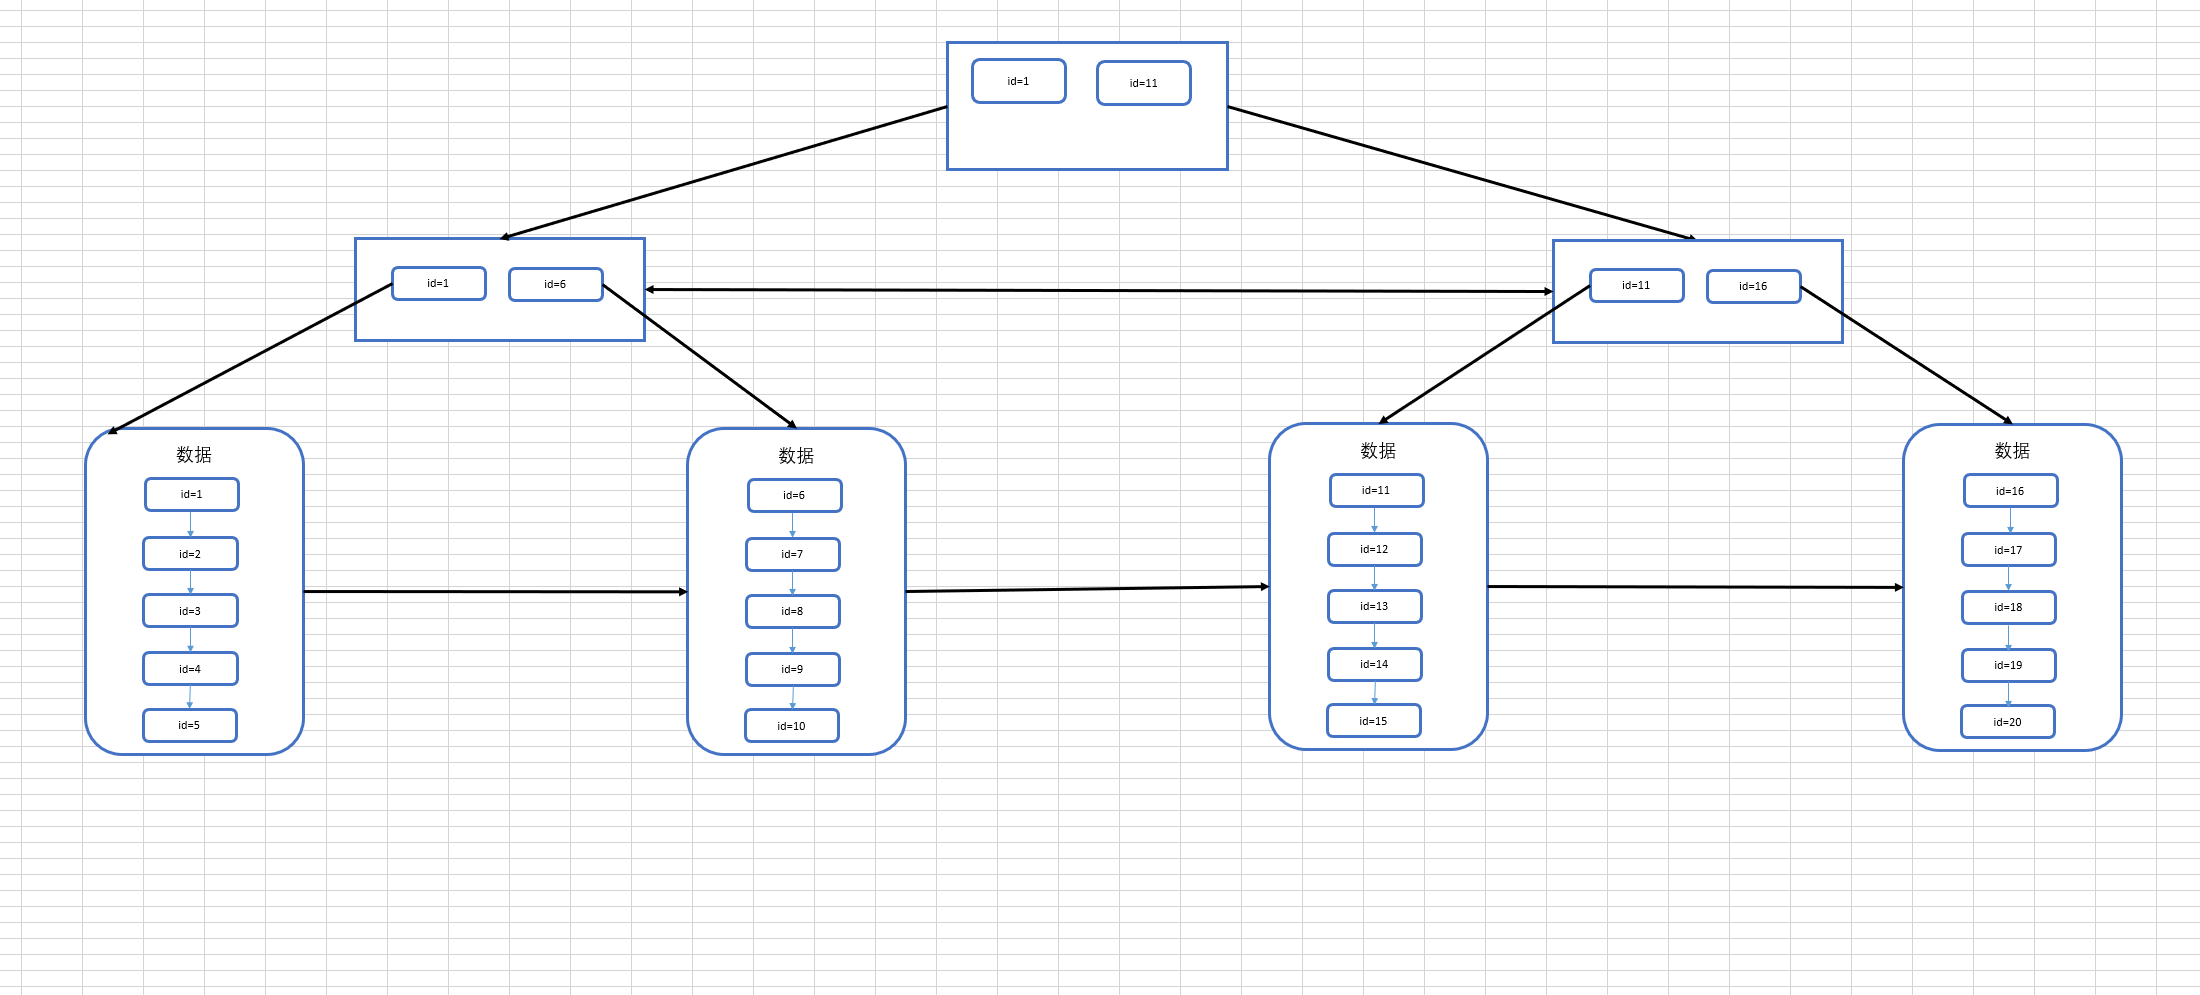 id=1
id=11
id=1
id=6
id=11
id=16
数据
id=1
id=2
id=3
id=4
id=5
数据
id=6
id=7
id=8
id=9
id=10
数据
id=11
id=12
id=13
id=14
id=15
数据
id=16
id=17
id=18
id=19
id=20